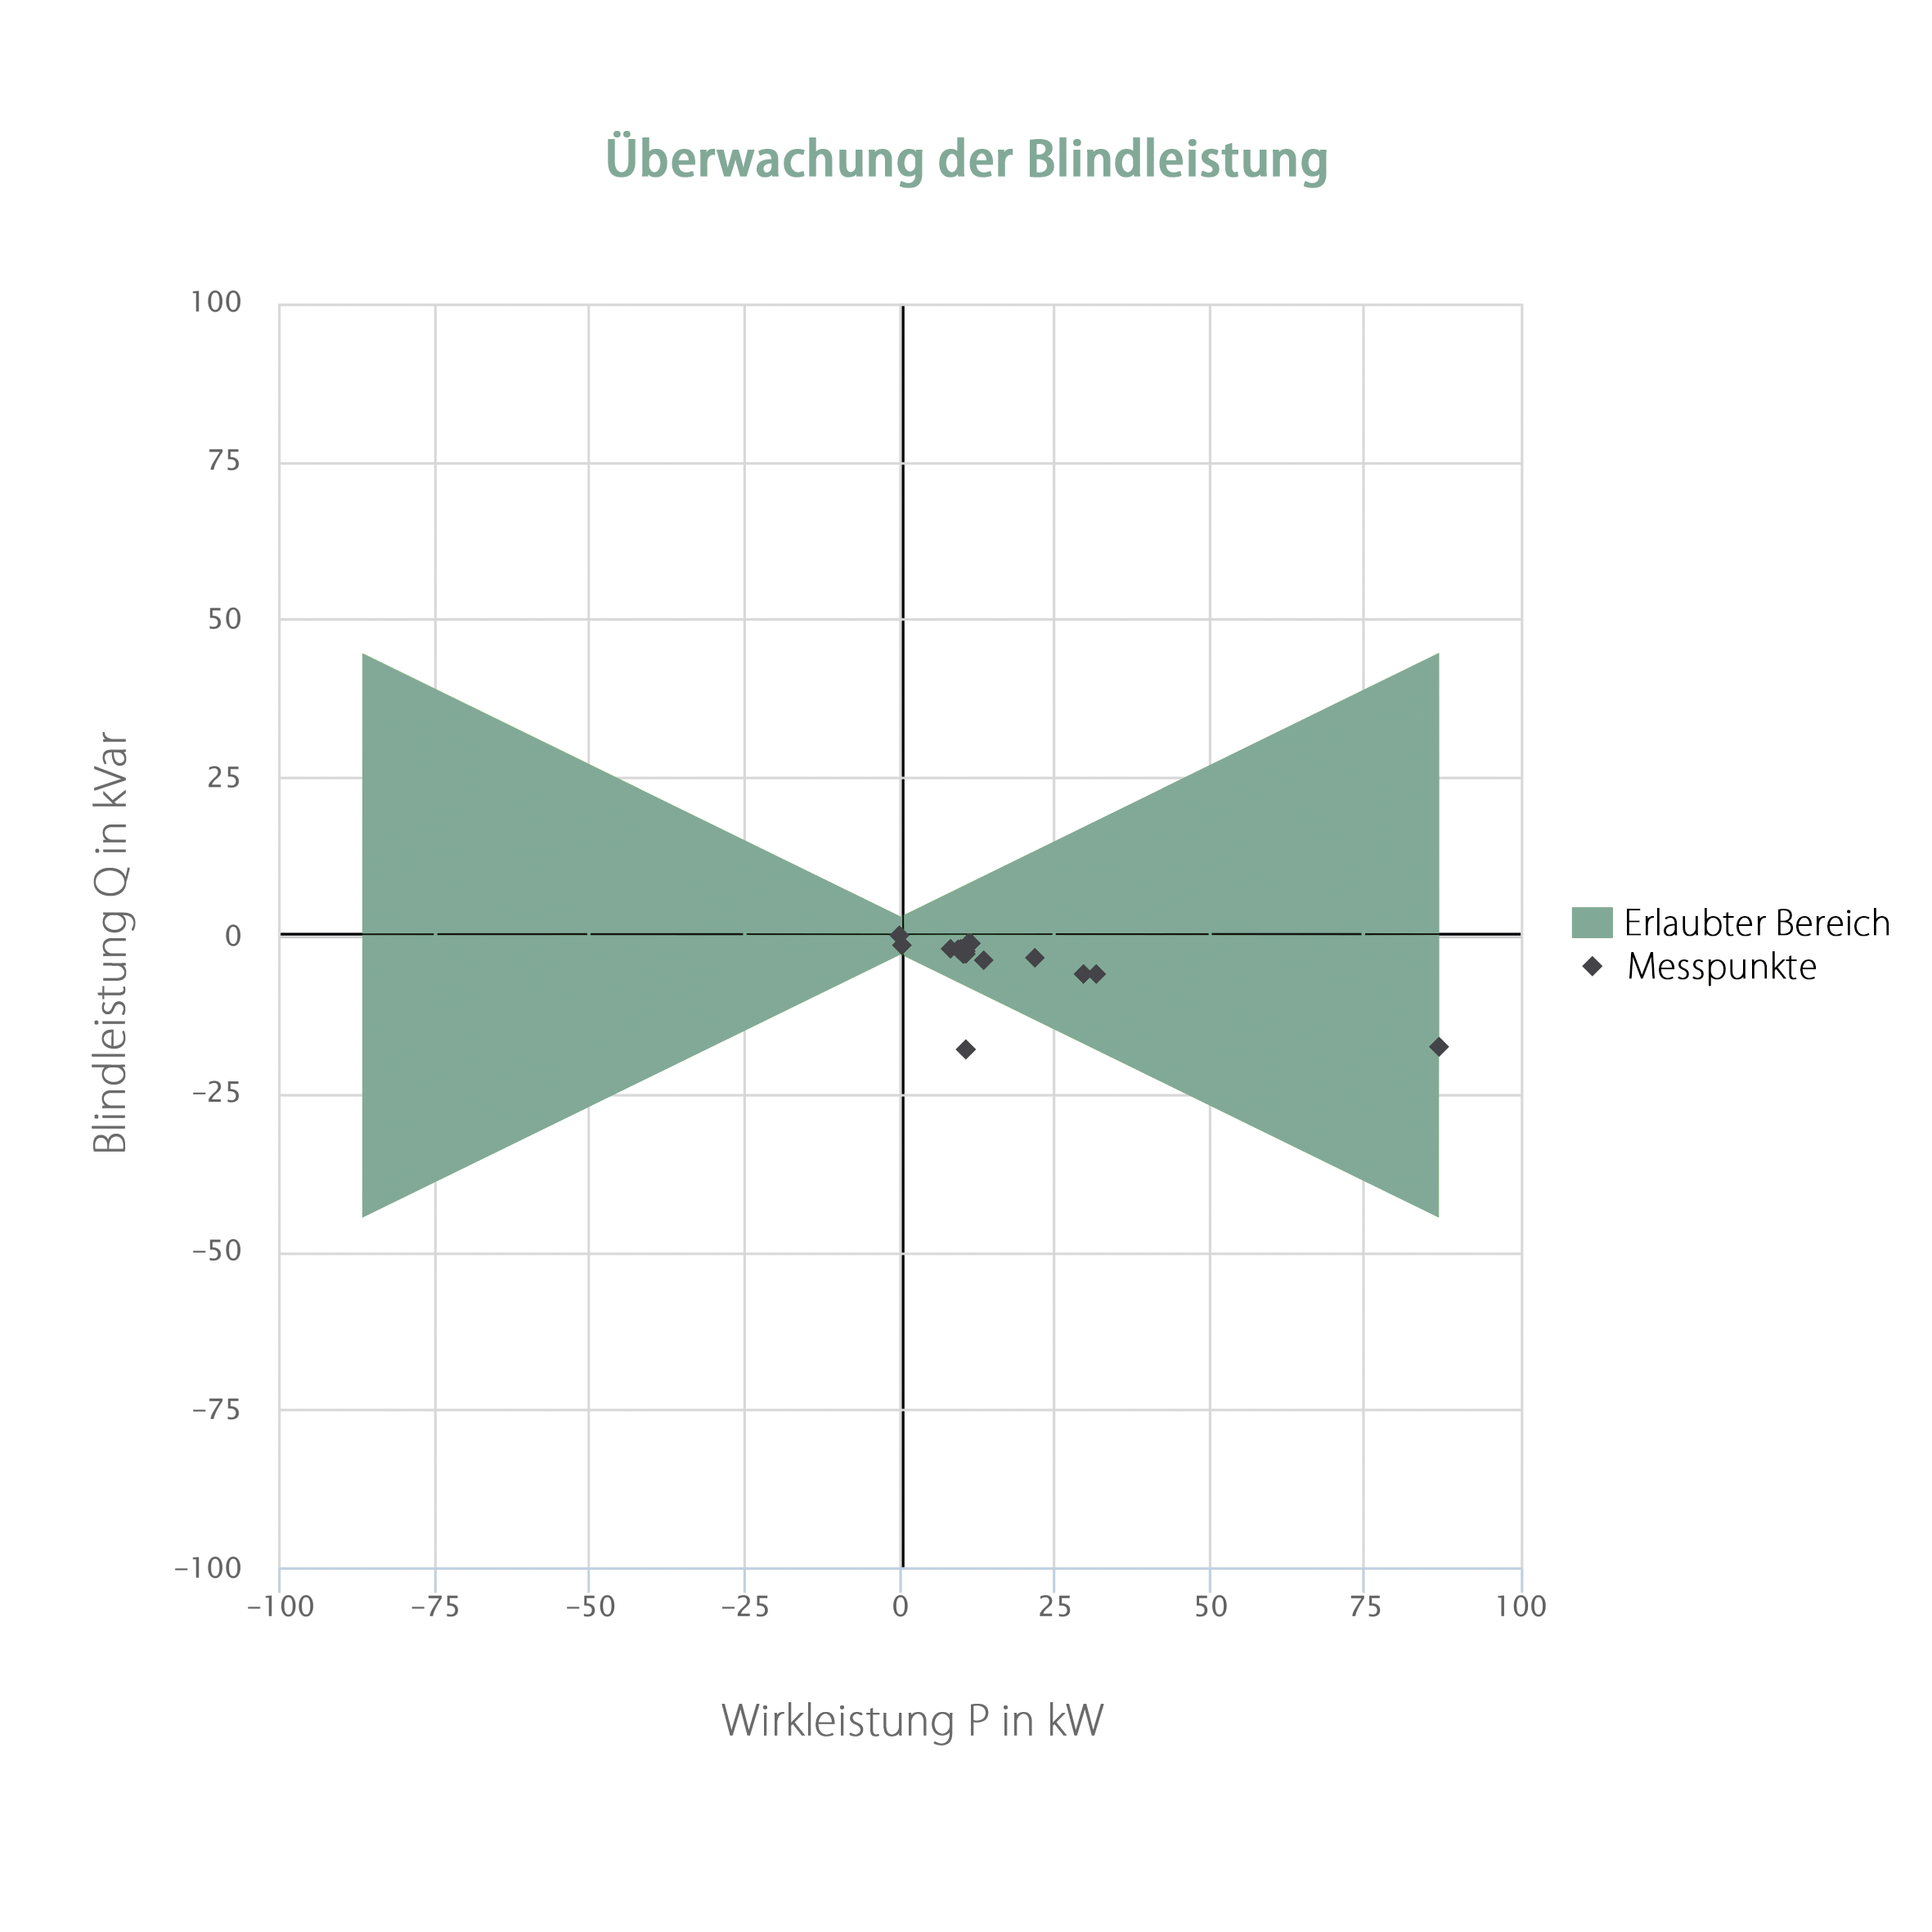 Überwachung der Blindleistung
100
75
50
25
0
−25
−50
−75
−100
Blindleistung Q in kVar
−100 −75 −50 −25 0 25 50 75 100
Wirkleistung P in kW
Erlaubter Bereich
Messpunkte